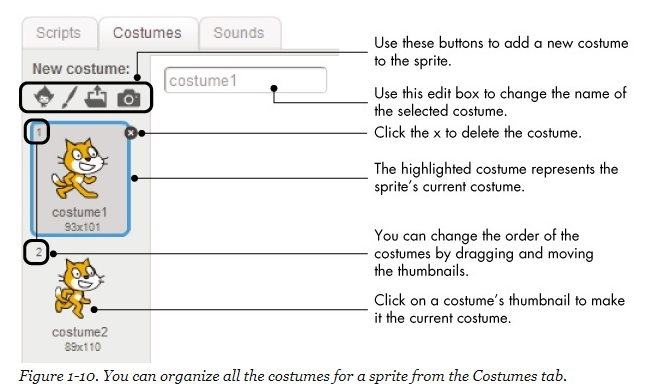 Scripts
Costumes
Sounds
New costume:
costume1
1
costume1
93x101
2
costume2
89x110
Use these buttons to add a new costume
to the sprite.
Use this edit box to change the name of
the selected costume.
Click the x to delete the costume.
The highlighted costume represents the
sprite’s current costume.
You can change the order of the
costumes by dragging and moving
the thumbnails.
Click on a costume’s thumbnail to make
it the current costume.
Figure 1-10. You can organize all the costumes for a sprite from the Costumes tab.